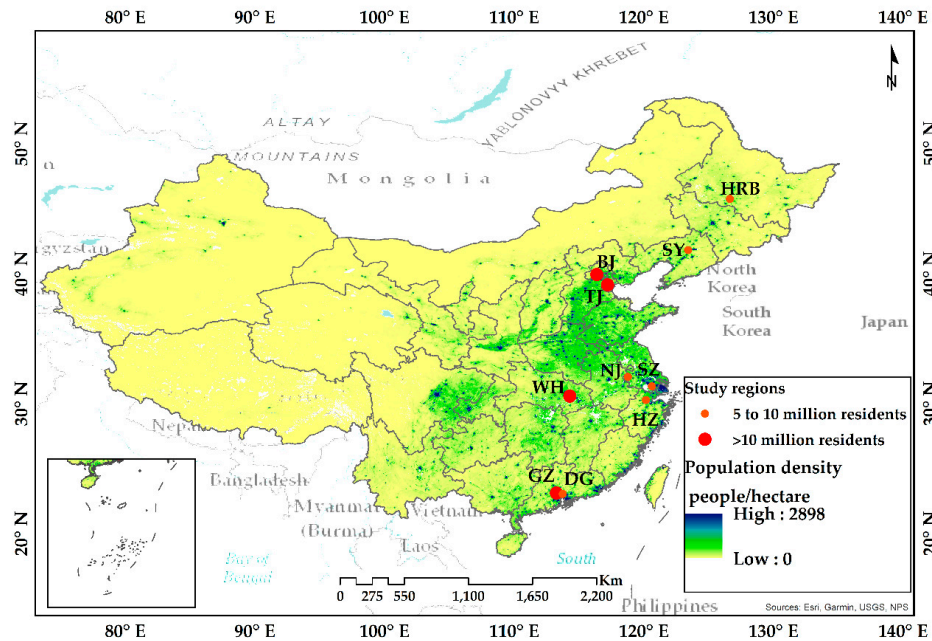 80° E 90° E 100° E 110° E 120° E 130° E 140° E
50° N 50° N
40° N 40° N
30° N 30° N
20° N 20° N
N
YABLONOVYY KHREBET
ALTAY
MOUNTAINS
Mongolia
HRB
SY
BJ
TJ
North
Korea
South
Korea
Japan
NJ SZ
WH
HZ
GZ DG
Bangladesh
Myanmar
(Burma)
Vietnam
Laos
Bay of
Bengal
South
Philippines
Study regions
5 to 10 million residents
>10 million residents
Population density
people/hectare
High : 2898
Low : 0
Km
0 275 550 1,100 1,650 2,200
Sources: Esri, Garmin, USGS, NPS
80° E 90° E 100° E 110° E 120° E 130° E 140° E